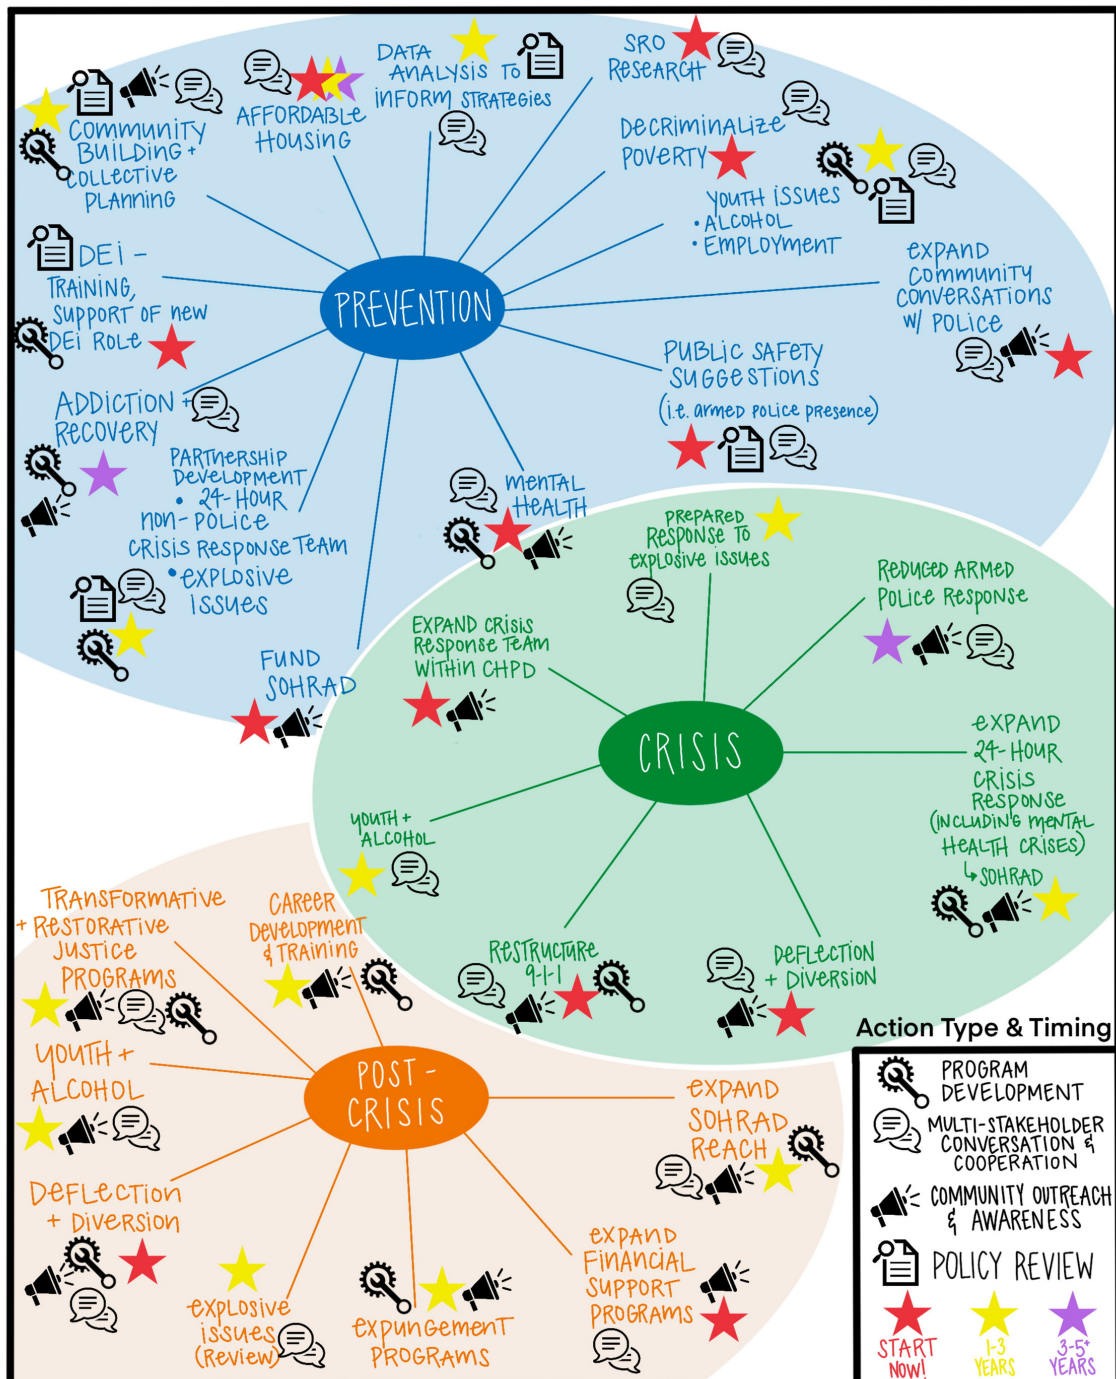 COMMUNITY
BUILDING +
COLLECTIVE
PLANNING
AFFORDABLE
HOUSING
DATA
ANALYSIS TO
INFORM STRATEGIES
SRO
RESEARCH
DECRIMINALIZE
POVERTY
YOUTH ISSUES
• ALCOHOL
• EMPLOYMENT
EXPAND
COMMUNITY
CONVERSATIONS
W/ POLICE
DEI -
TRAINING,
SUPPORT OF NEW
DEI ROLE
PREVENTION
PUBLIC SAFETY
SUGGESTIONS
(i.e. ARMED POLICE PRESENCE)
ADDICTION +
RECOVERY
PARTNERSHIP
DEVELOPMENT
• 24-HOUR
NON-POLICE
CRISIS RESPONSE TEAM
• EXPLOSIVE
ISSUES
MENTAL
HEALTH
FUND
SOHRAD
PREPARED
RESPONSE TO
EXPLOSIVE ISSUES
REDUCED ARMED
POLICE RESPONSE
EXPAND CRISIS
RESPONSE TEAM
WITHIN CHPD
CRISIS
EXPAND
24-HOUR
CRISIS
RESPONSE
(INCLUDING MENTAL
HEALTH CRISES)
↳ SOHRAD
YOUTH +
ALCOHOL
RESTRUCTURE
9-1-1
DEFLECTION
+ DIVERSION
TRANSFORMATIVE
+ RESTORATIVE
JUSTICE
PROGRAMS
CAREER
DEVELOPMENT
& TRAINING
YOUTH +
ALCOHOL
POST-
CRISIS
EXPAND
SOHRAD
REACH
DEFLECTION
+ DIVERSION
EXPLOSIVE
ISSUES
(REVIEW)
EXPUNGEMENT
PROGRAMS
EXPAND
FINANCIAL
SUPPORT
PROGRAMS
Action Type & Timing
PROGRAM
DEVELOPMENT
MULTI-STAKEHOLDER
CONVERSATION &
COOPERATION
COMMUNITY OUTREACH
& AWARENESS
POLICY REVIEW
START
NOW!
1-3
YEARS
3-5+
YEARS